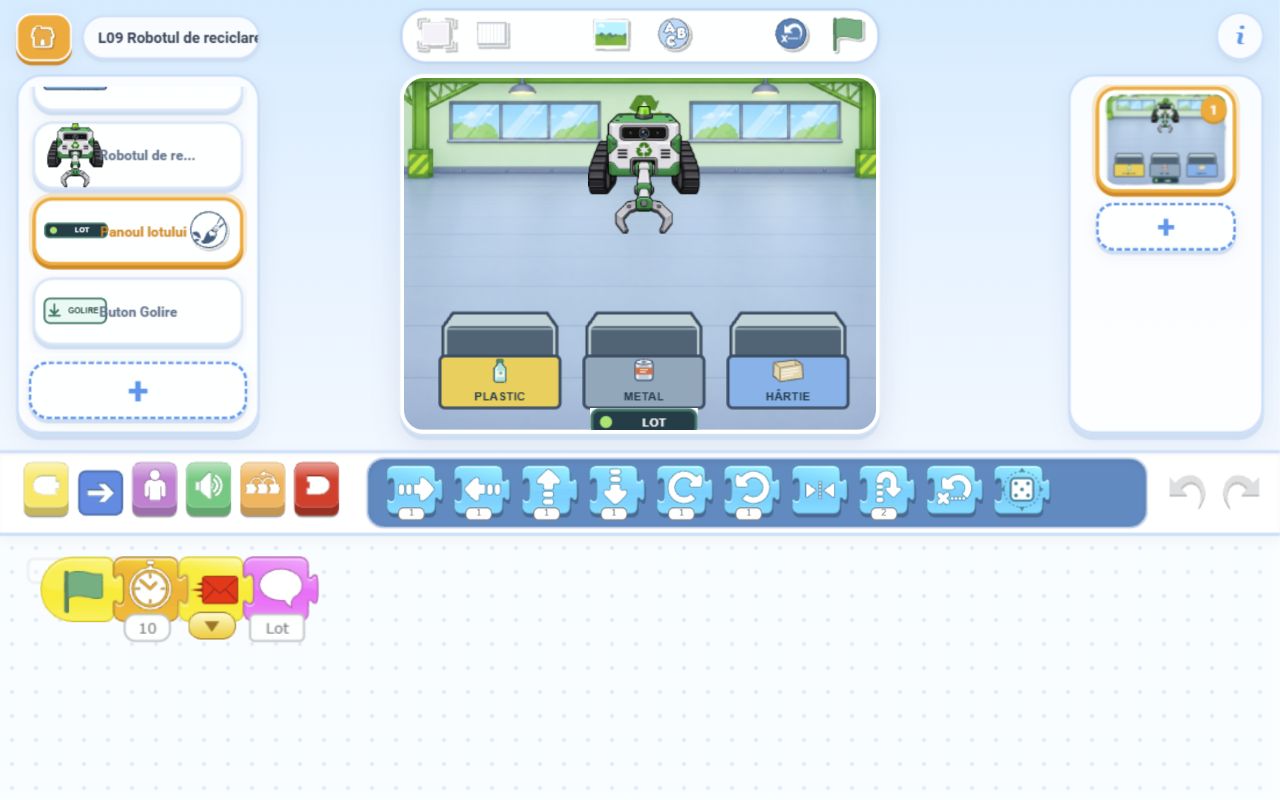 L09 Robotul de reciclare
A B C
x
i
Robotul de re...
LOT
Panoul lotului
GOLIRE
Buton Golire
PLASTIC
METAL
HÂRTIE
LOT
1
1
1
1
1
1
1
2
x
10
Lot